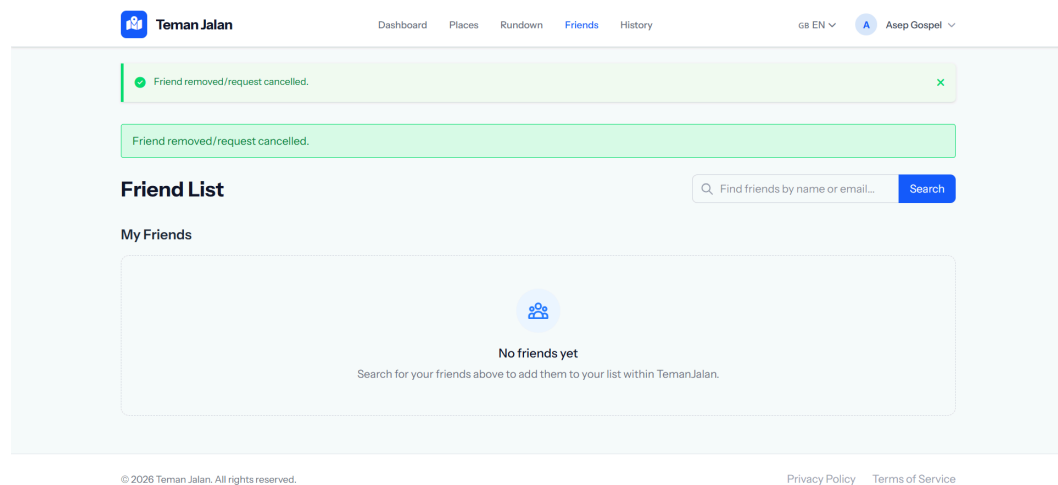 Teman Jalan
Dashboard Places Rundown Friends History
GB EN
A Asep Gospel
Friend removed/request cancelled.
Friend removed/request cancelled.
Friend List
Find friends by name or email...
Search
My Friends
No friends yet
Search for your friends above to add them to your list within TemanJalan.
© 2026 Teman Jalan. All rights reserved.
Privacy Policy Terms of Service